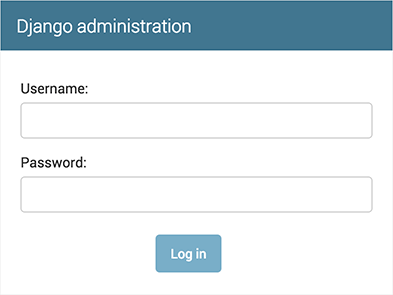 Django administration
Username:
Password:
Log in